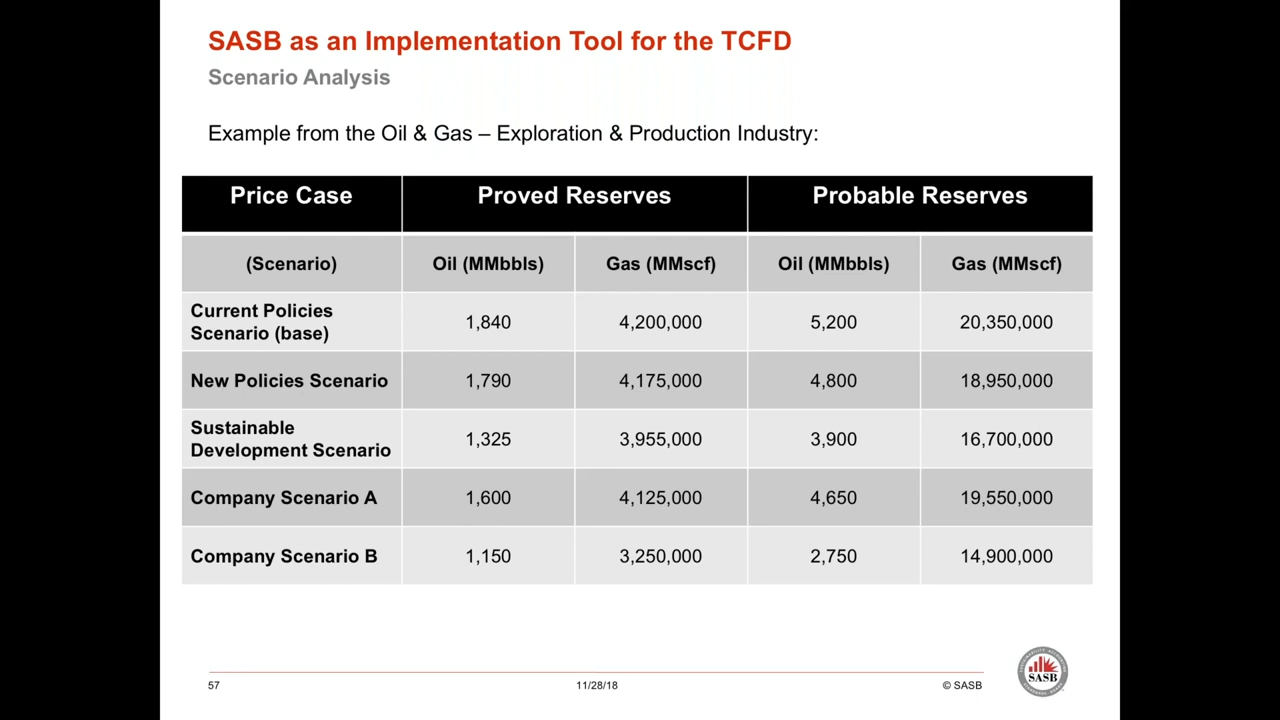 SASB as an Implementation Tool for the TCFD
Scenario Analysis
Example from the Oil & Gas – Exploration & Production Industry:
Price Case Proved Reserves Probable Reserves
(Scenario) Oil (MMbbls) Gas (MMscf) Oil (MMbbls) Gas (MMscf)
Current Policies
Scenario (base) 1,840 4,200,000 5,200 20,350,000
New Policies Scenario 1,790 4,175,000 4,800 18,950,000
Sustainable
Development Scenario 1,325 3,955,000 3,900 16,700,000
Company Scenario A 1,600 4,125,000 4,650 19,550,000
Company Scenario B 1,150 3,250,000 2,750 14,900,000
57 11/28/18 © SASB
SASB